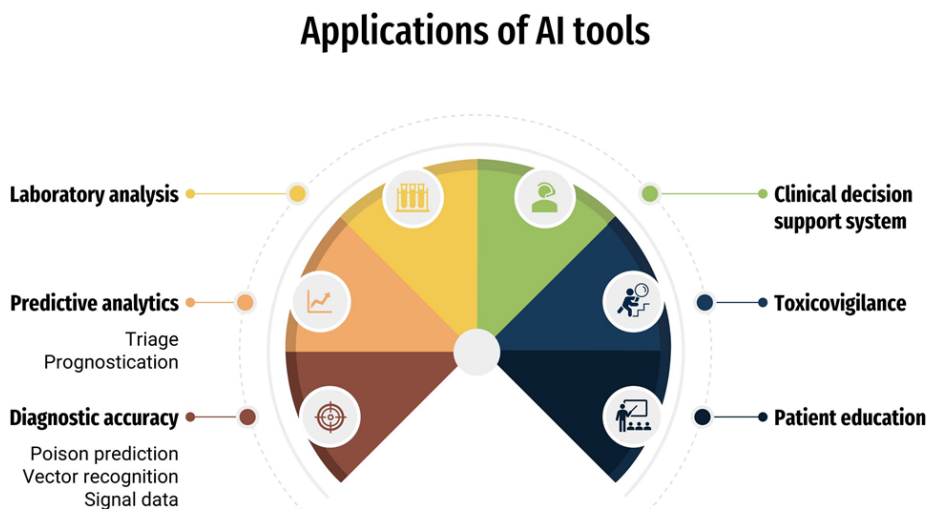 Applications of AI tools
Laboratory analysis
Predictive analytics
Triage
Prognostication
Diagnostic accuracy
Poison prediction
Vector recognition
Signal data
Clinical decision
support system
Toxicovigilance
Patient education